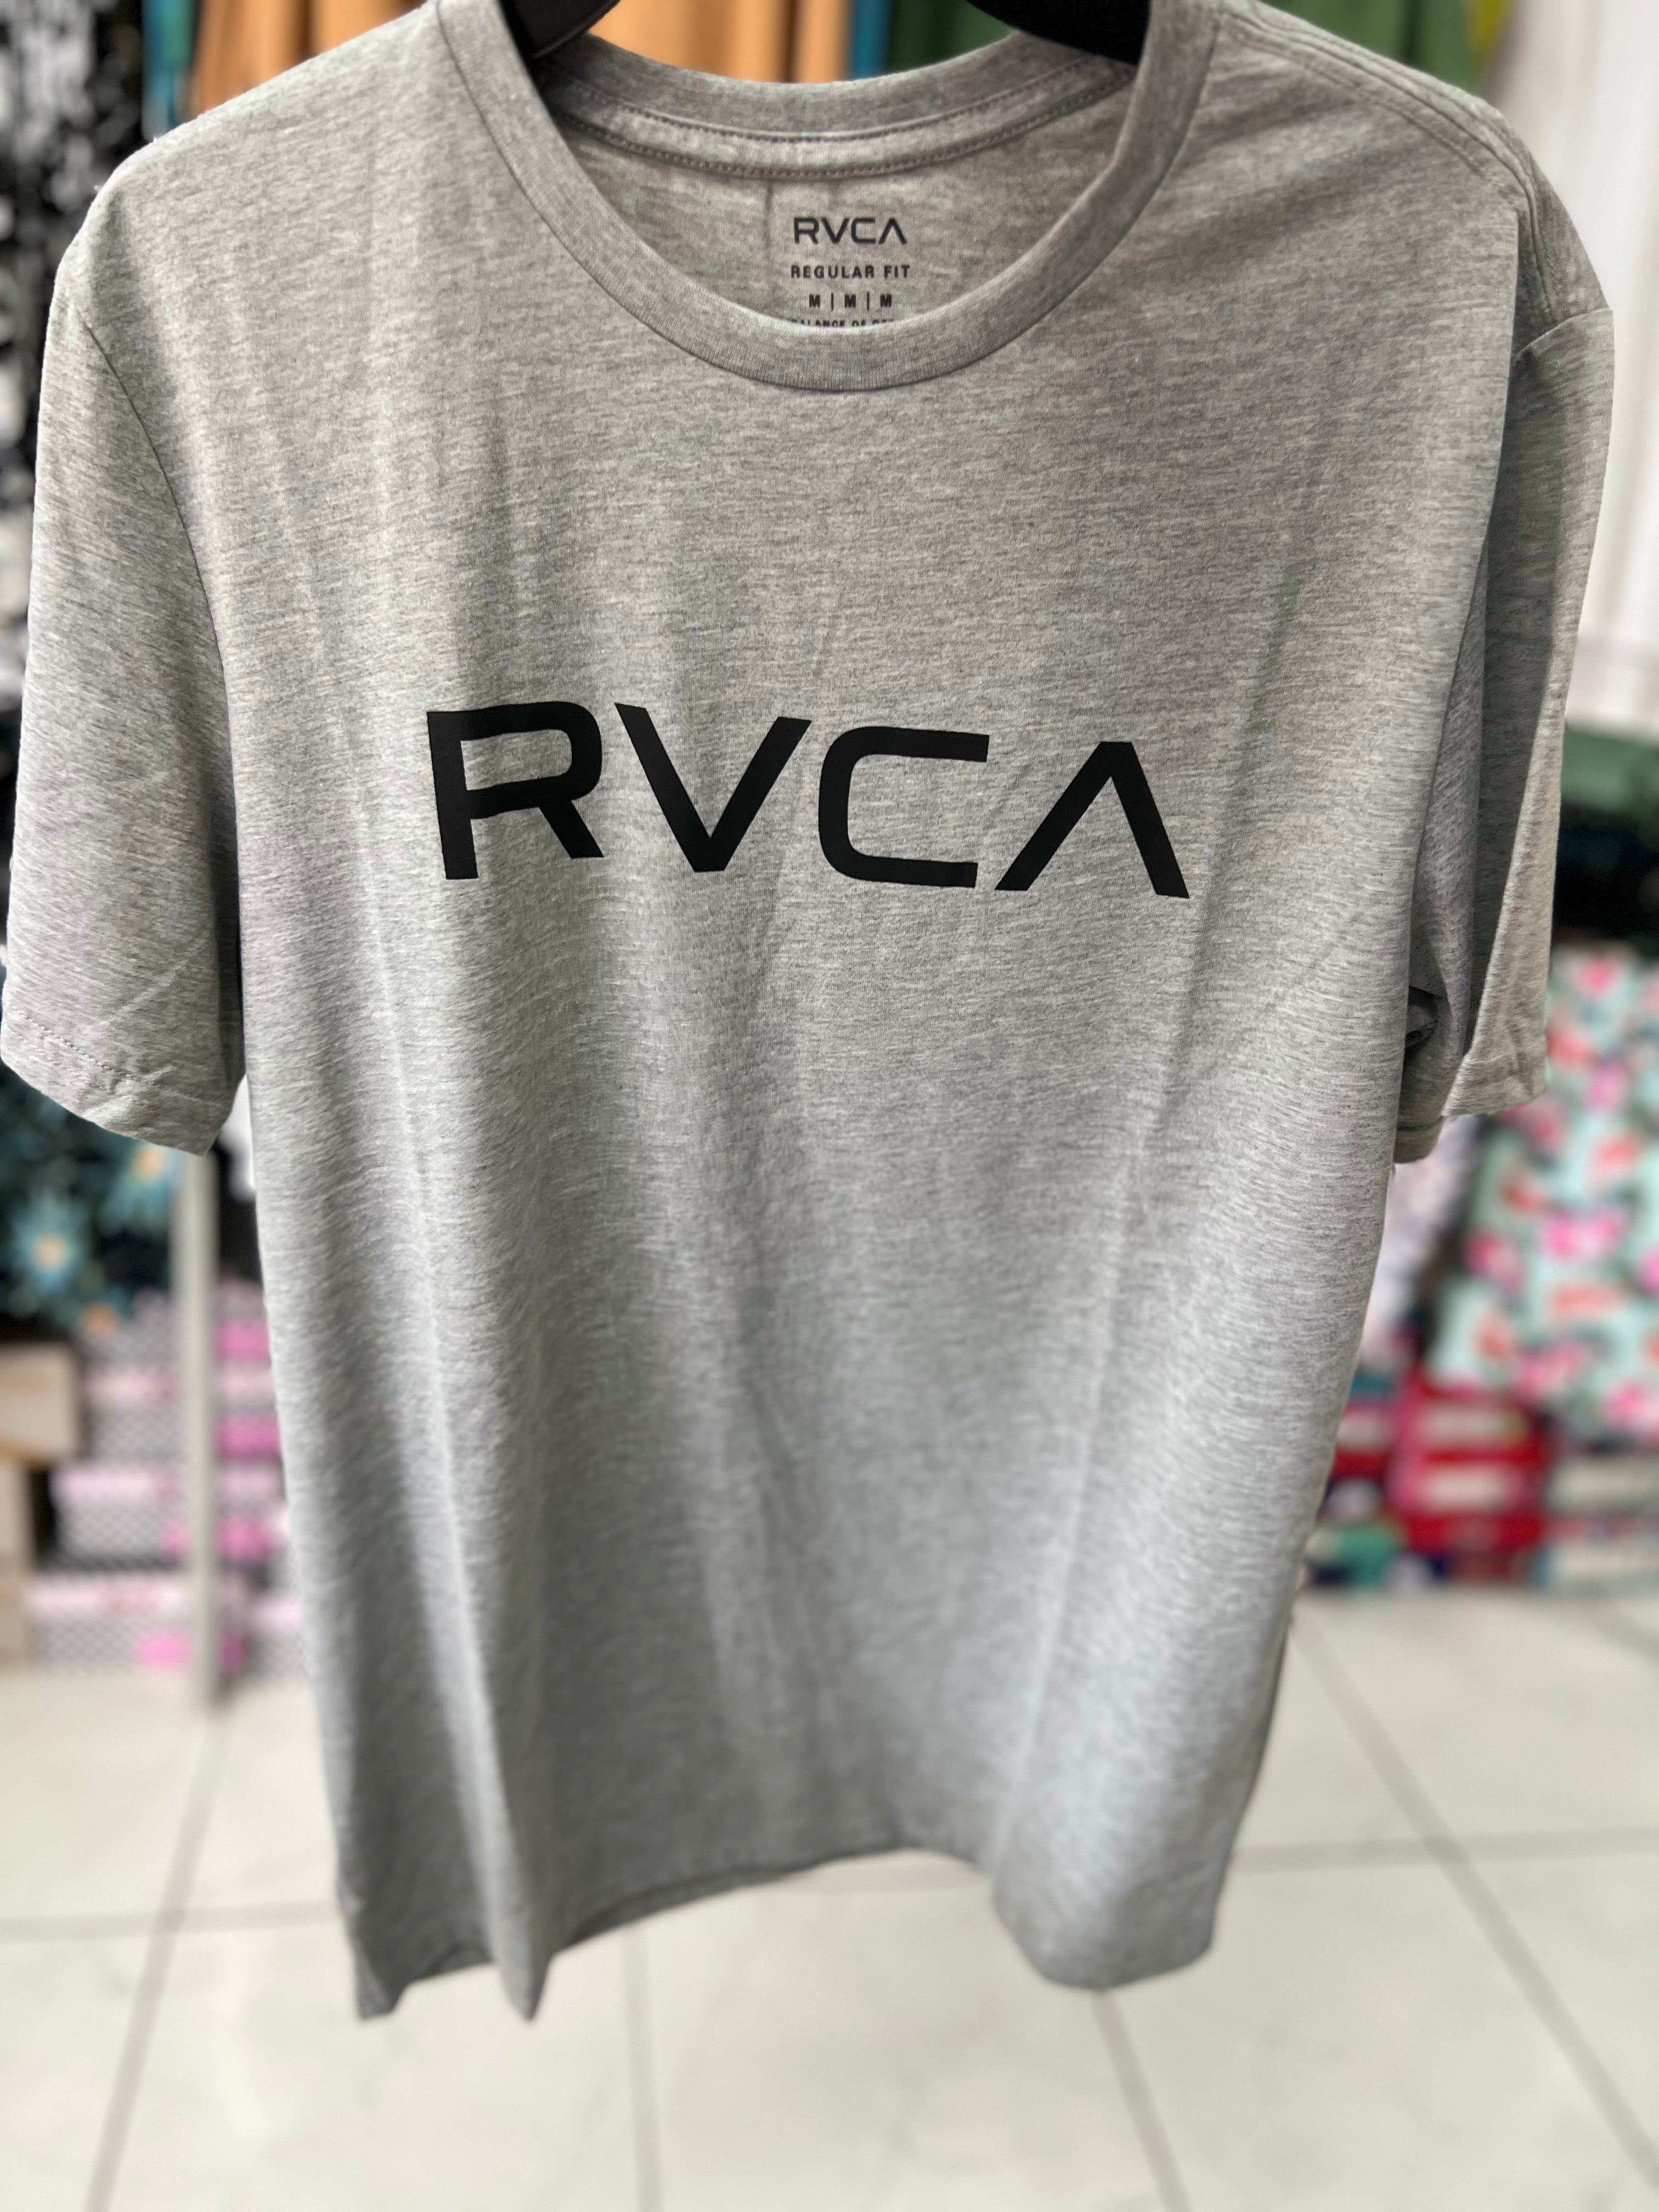 RVCA
REGULAR FIT
M | M | M
RVCA